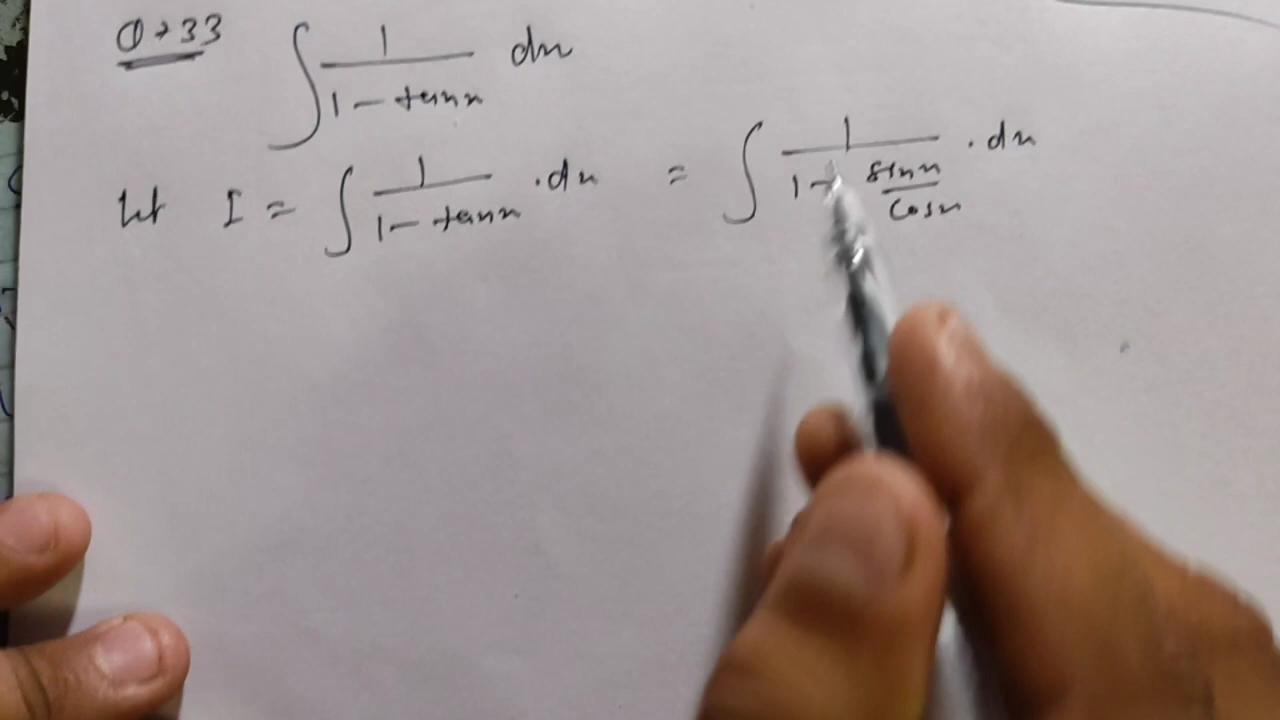 Q→33 ∫ 1/(1 - tanx) dx
let I = ∫ 1/(1 - tanx) .dx = ∫ 1/(1 - sinx/cosx) .dx